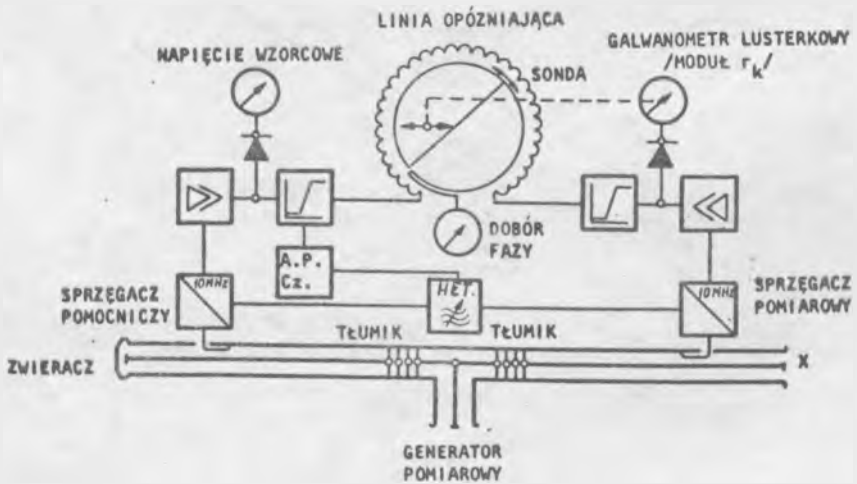 LINIA OPÓŹNIAJĄCA
NAPIĘCIE WZORCOWE
GALWANOMETR LUSTERKOWY
/MODUŁ rk/
SONDA
DOBÓR
FAZY
A.P.
Cz.
10MHz
HET.
10MHz
SPRZĘGACZ
POMOCNICZY
SPRZĘGACZ
POMIAROWY
TŁUMIK
TŁUMIK
ZWIERACZ
X
GENERATOR
POMIAROWY